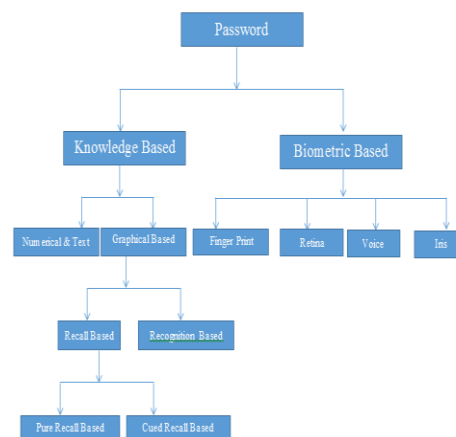 Password
Knowledge Based
Biometric Based
Numerical & Text
Graphical Based
Finger Print
Retina
Voice
Iris
Recall Based
Recognition Based
Pure Recall Based
Cued Recall Based